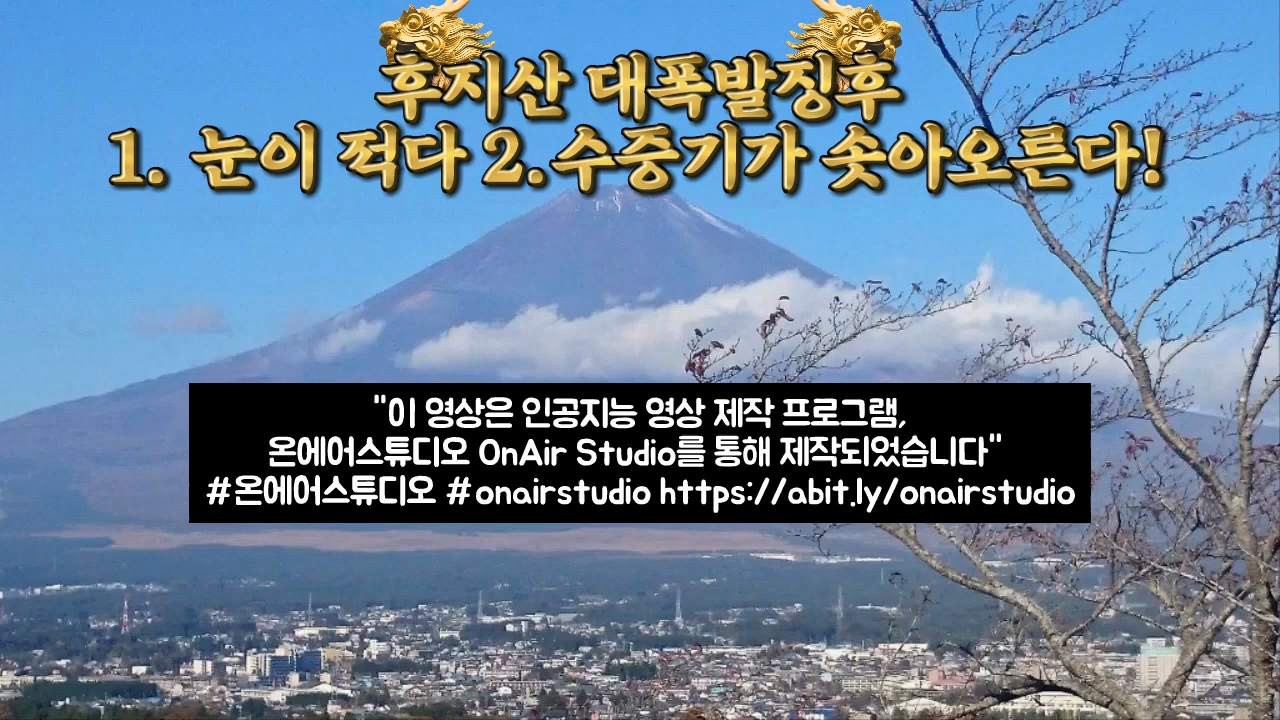 후지산 대폭발징후
1. 눈이 적다 2.수증기가 솟아오른다!
"이 영상은 인공지능 영상 제작 프로그램,
온에어스튜디오 OnAir Studio를 통해 제작되었습니다"
#온에어스튜디오 #onairstudio https://abit.ly/onairstudio